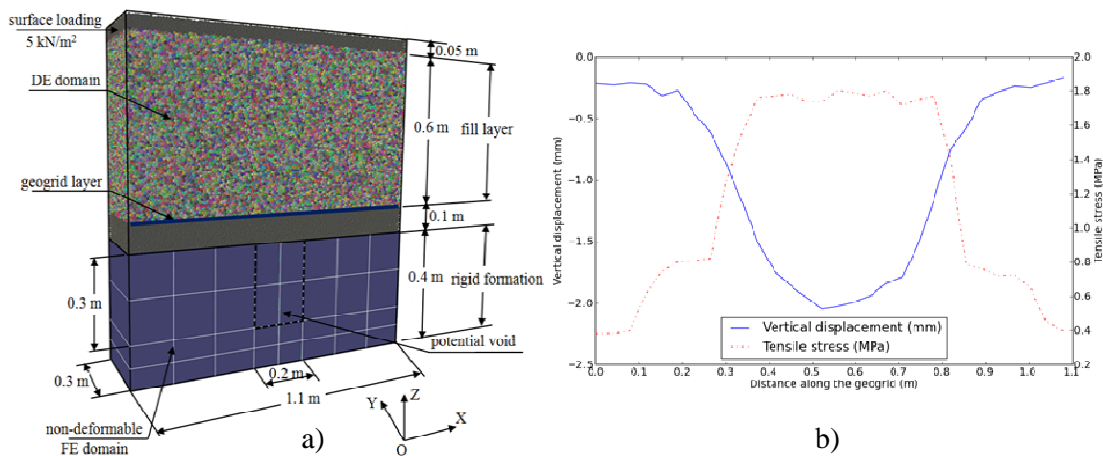 surface loading
5 kN/m²
DE domain
geogrid layer
0.05 m
0.6 m
fill layer
0.1 m
0.4 m
rigid formation
0.3 m
potential void
0.3 m
0.2 m
1.1 m
non-deformable
FE domain
Y
Z
X
O
a)
Vertical displacement (mm)
0.0
−0.5
−1.0
−1.5
−2.0
−2.5
Vertical displacement (mm)
Tensile stress (MPa)
0.0 0.1 0.2 0.3 0.4 0.5 0.6 0.7 0.8 0.9 1.0 1.1
Distance along the geogrid (m)
2.0
1.8
1.6
1.4
1.2
1.0
0.8
0.6
0.4
0.2
Tensile stress (MPa)
b)